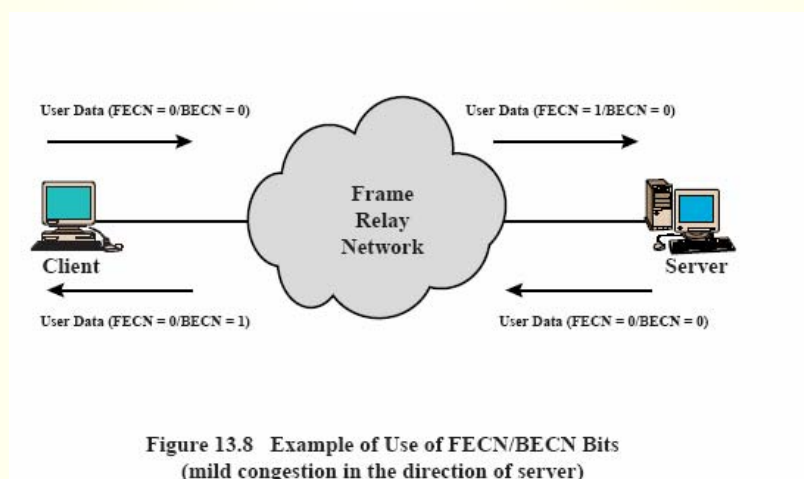 User Data (FECN = 0/BECN = 0)
User Data (FECN = 1/BECN = 0)
Frame
Relay
Network
Client
Server
User Data (FECN = 0/BECN = 1)
User Data (FECN = 0/BECN = 0)
Figure 13.8 Example of Use of FECN/BECN Bits
(mild congestion in the direction of server)